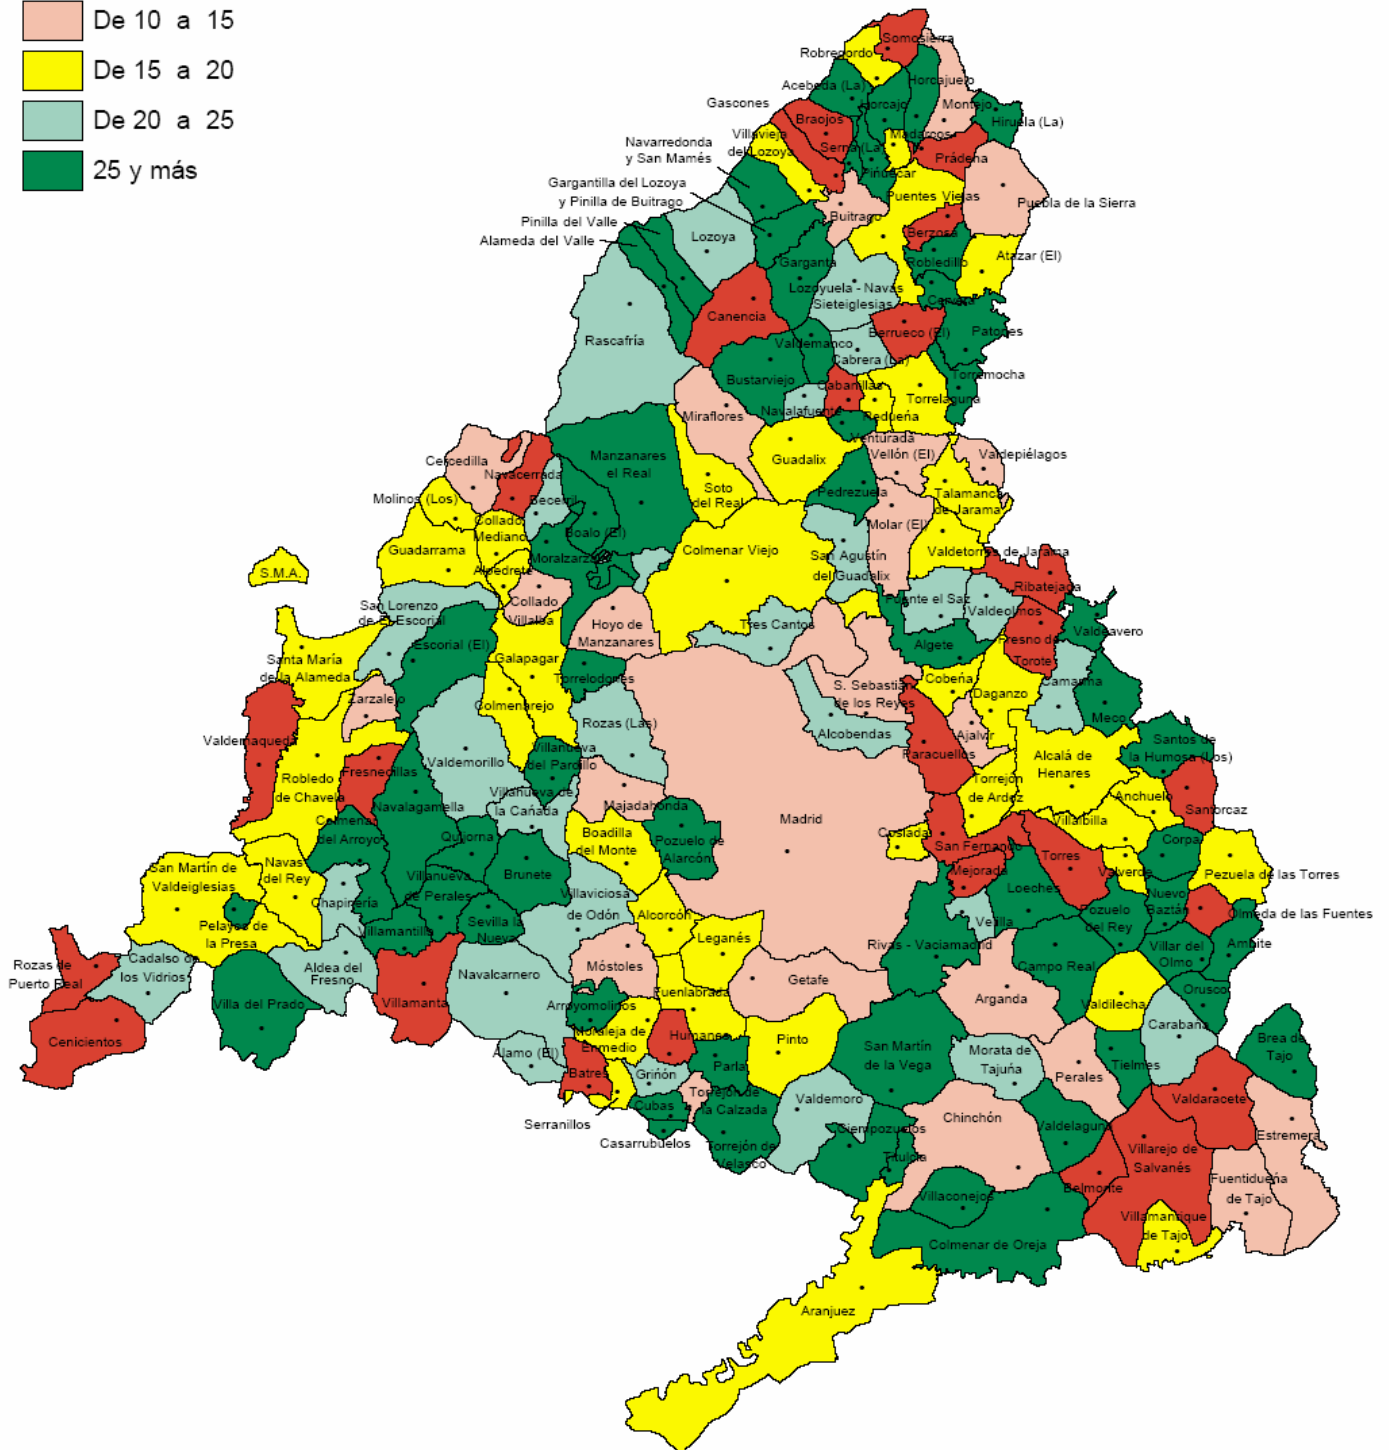 De 10 a 15
De 15 a 20
De 20 a 25
25 y más
Somosierra
Robregordo
Acebeda (La)
Horcajuelo
Horcajo
Montejo
Hiruela (La)
Gascones
Braojos
Madarcos
Villavieja
del Lozoya
Serna (La)
Prádena
Navarredonda
y San Mamés
Piñuécar
Gargantilla del Lozoya
y Pinilla de Buitrago
Puentes Viejas
Puebla de la Sierra
Buitrago
Pinilla del Valle
Alameda del Valle
Lozoya
Berzosa
Garganta
Robledillo
Atazar (El)
Lozoyuela - Navas
Sieteiglesias
Cervera
Canencia
Rascafría
Berrueco (El)
Patones
Valdemanco
Cabrera (La)
Bustarviejo
Cabanillas
Torremocha
Torrelaguna
Miraflores
Navalafuente
Redueña
Venturada
Vellón (El)
Valdepiélagos
Guadalix
Manzanares
el Real
Cercedilla
Navacerrada
Soto
del Real
Pedrezuela
Talamanca
de Jarama
Molinos (Los)
Becerril
Collado
Mediano
Boalo (El)
Molar (El)
Guadarrama
Colmenar Viejo
San Agustín
del Guadalix
Valdetorres de Jarama
Moralzarzal
Alpedrete
S.M.A.
Ribatejada
Collado
Villalba
San Lorenzo
de El Escorial
Fuente el Saz
Valdeolmos
Hoyo de
Manzanares
Tres Cantos
Valdeavero
Fresno de
Torote
Escorial (El)
Algete
Galapagar
Santa María
de la Alameda
Torrelodones
Cobeña
Camarma
Daganzo
S. Sebastián
de los Reyes
Zarzalejo
Colmenarejo
Meco
Rozas (Las)
Alcobendas
Ajalvir
Valdemaqueda
Paracuellos
Santos de
la Humosa (Los)
Villanueva
del Pardillo
Valdemorillo
Alcalá de
Henares
Fresnedillas
Robledo
de Chavela
Torrejón
de Ardoz
Villanueva de
la Cañada
Anchuelo
Navalagamella
Majadahonda
Santorcaz
Colmenar
del Arroyo
Madrid
Villalbilla
Quijorna
Boadilla
del Monte
Pozuelo de
Alarcón
Coslada
San Fernando
Corpa
Torres
San Martín de
Valdeiglesias
Navas
del Rey
Mejorada
Valverde
Pezuela de las Torres
Villanueva
de Perales
Brunete
Loeches
Villaviciosa
de Odón
Nuevo
Baztán
Chapinería
Pozuelo
del Rey
Olmeda de las Fuentes
Pelayos de
la Presa
Sevilla la
Nueva
Alcorcón
Velilla
Villamantilla
Leganés
Rivas - Vaciamadrid
Villar del
Olmo
Ambite
Cadalso de
los Vidrios
Rozas de
Puerto Real
Aldea del
Fresno
Navalcarnero
Móstoles
Getafe
Campo Real
Orusco
Fuenlabrada
Arganda
Villa del Prado
Villamanta
Arroyomolinos
Valdilecha
Carabaña
Cenicientos
Moraleja de
Enmedio
Humanes
Pinto
San Martín
de la Vega
Morata de
Tajuña
Brea de
Tajo
Álamo (El)
Tielmes
Parla
Batres
Griñón
Perales
Valdaracete
Torrejón de
la Calzada
Valdemoro
Cubas
Chinchón
Serranillos
Valdelaguna
Ciempozuelos
Estremera
Casarrubuelos
Torrejón de
Velasco
Villarejo de
Salvanés
Titulcia
Fuentidueña
de Tajo
Belmonte
Villaconejos
Villamanrique
de Tajo
Colmenar de Oreja
Aranjuez